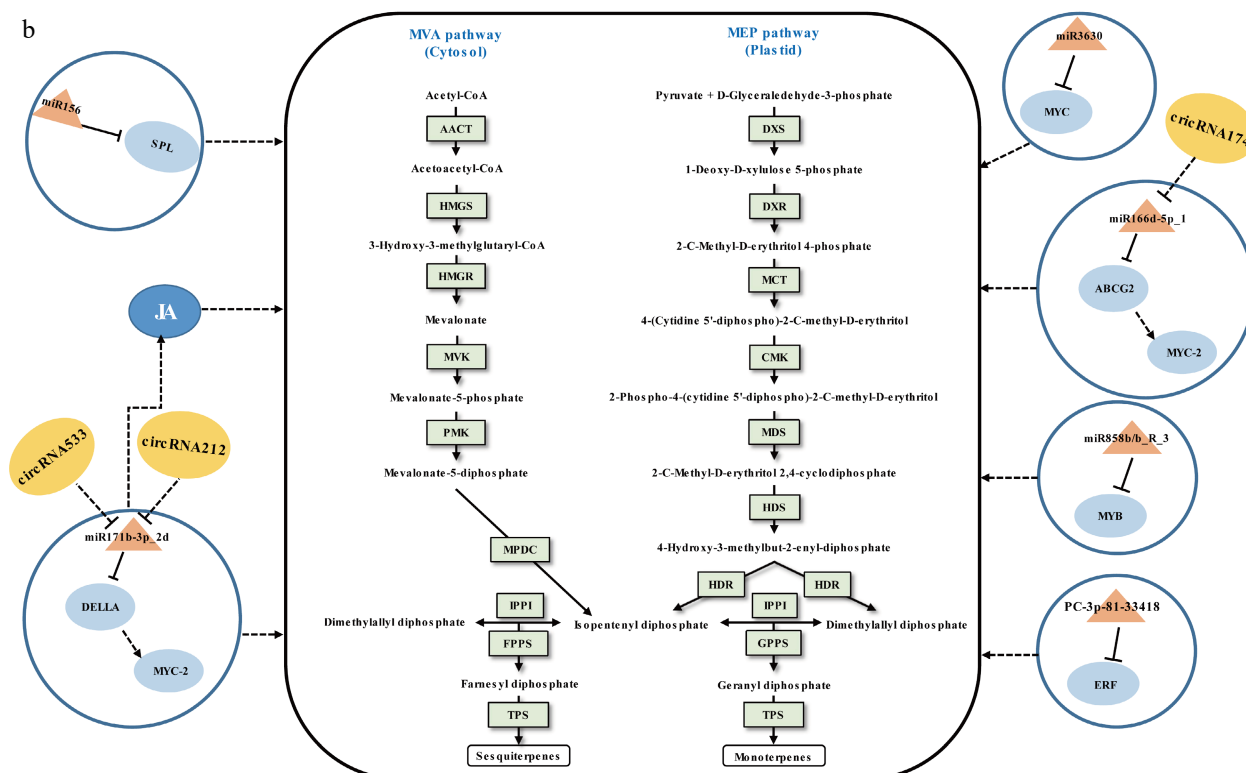 b
miR156
SPL
JA
circRNA533
circRNA212
miR171b-3p_2d
DELLA
MYC-2
MVA pathway
(Cytosol)
Acetyl-CoA
AACT
Acetoacetyl-CoA
HMGS
3-Hydroxy-3-methylglutaryl-CoA
HMGR
Mevalonate
MVK
Mevalonate-5-phosphate
PMK
Mevalonate-5-diphosphate
MPDC
Dimethylallyl diphosphate
IPPI
FPPS
Isopentenyl diphosphate
Farnesyl diphosphate
TPS
Sesquiterpenes
MEP pathway
(Plastid)
Pyruvate + D-Glyceraledehyde-3-phosphate
DXS
1-Deoxy-D-xylulose 5-phosphate
DXR
2-C-Methyl-D-erythritol 4-phosphate
MCT
4-(Cytidine 5'-diphospho)-2-C-methyl-D-erythritol
CMK
2-Phospho-4-(cytidine 5'-diphospho)-2-C-methyl-D-erythritol
MDS
2-C-Methyl-D-erythritol 2,4-cyclodiphosphate
HDS
4-Hydroxy-3-methylbut-2-enyl-diphosphate
HDR
HDR
IPPI
GPPS
Dimethylallyl diphosphate
Geranyl diphosphate
TPS
Monoterpenes
miR3630
MYC
cricRNA174
miR166d-5p_1
ABCG2
MYC-2
miR858b/b_R_3
MYB
PC-3p-81-33418
ERF